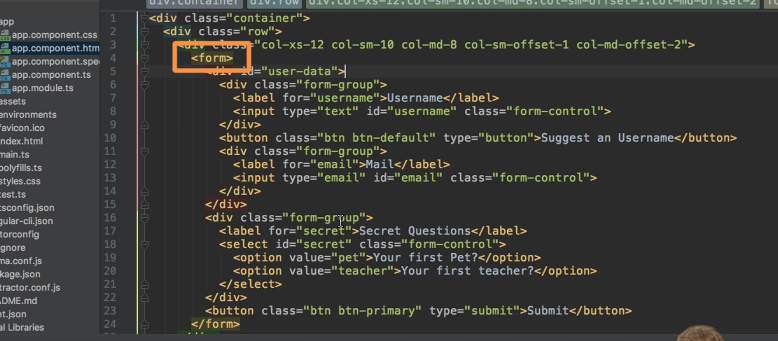 div.container div.row div.col-xs-12.col-sm-10.col-md-8.col-sm-offset-1.col-md-offset-2
app
app.component.css
app.component.htm
app.component.spe
app.component.ts
app.module.ts
assets
environments
favicon.ico
index.html
main.ts
polyfills.ts
styles.css
test.ts
tsconfig.json
gular-cli.json
torconfig
gnore
ma.conf.js
kage.json
tractor.conf.js
ADME.md
nt.json
al Libraries
1 <div class="container">
2 <div class="row">
3 <div class="col-xs-12 col-sm-10 col-md-8 col-sm-offset-1 col-md-offset-2">
4 <form>
5 <div id="user-data">
6 <div class="form-group">
7 <label for="username">Username</label>
8 <input type="text" id="username" class="form-control">
9 </div>
10 <button class="btn btn-default" type="button">Suggest an Username</button>
11 <div class="form-group">
12 <label for="email">Mail</label>
13 <input type="email" id="email" class="form-control">
14 </div>
15 </div>
16 <div class="form-group">
17 <label for="secret">Secret Questions</label>
18 <select id="secret" class="form-control">
19 <option value="pet">Your first Pet?</option>
20 <option value="teacher">Your first teacher?</option>
21 </select>
22 </div>
23 <button class="btn btn-primary" type="submit">Submit</button>
24 </form>